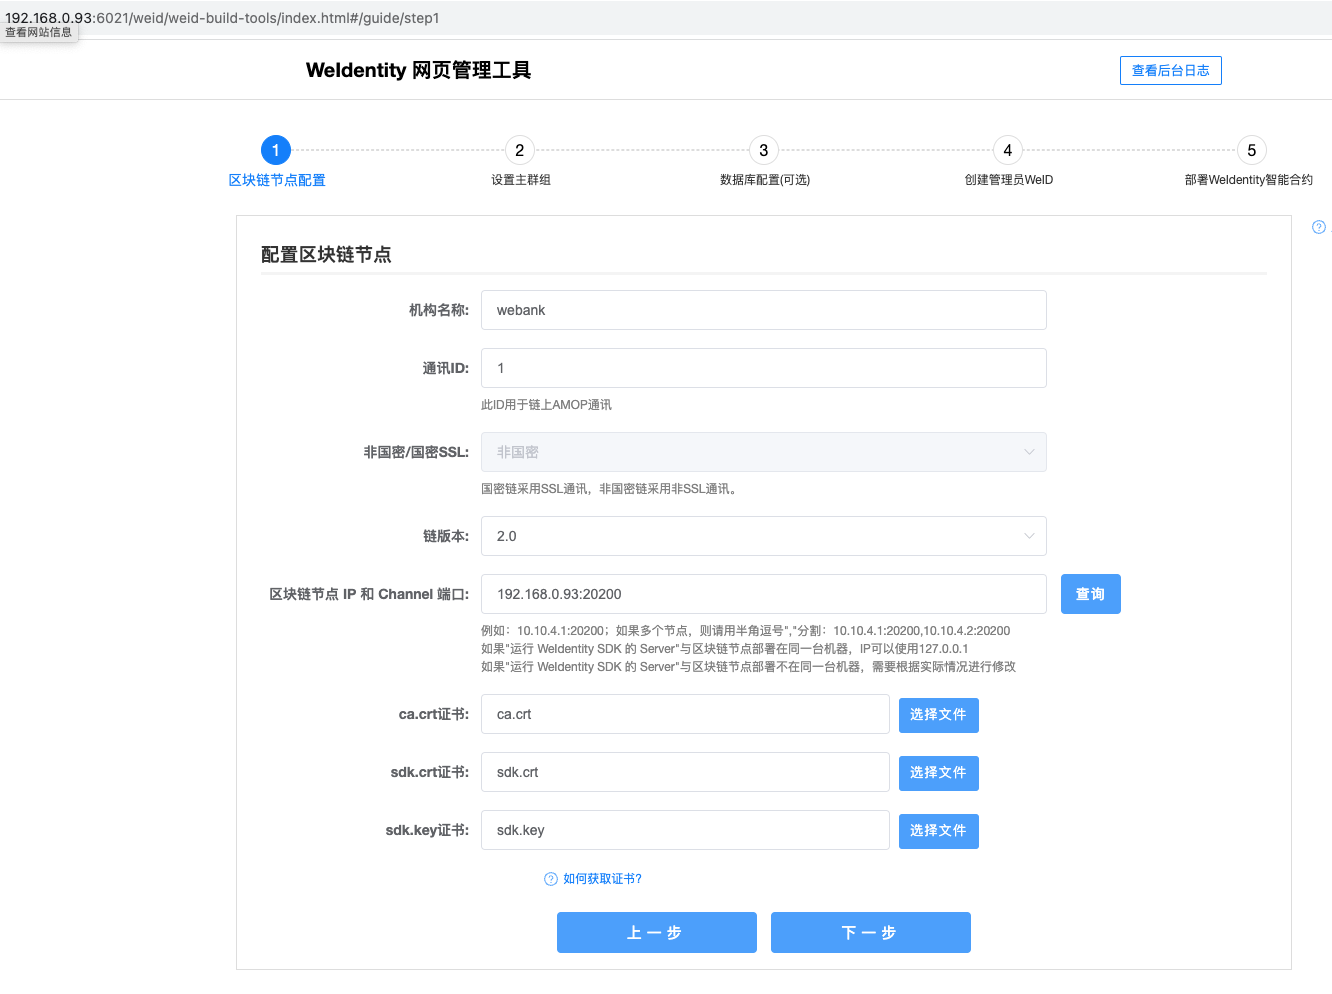 192.168.0.93:6021/weid/weid-build-tools/index.html#/guide/step1
查看网站信息
WeIdentity 网页管理工具
查看后台日志
1
2
3
4
5
区块链节点配置
设置主群组
数据库配置(可选)
创建管理员WeID
部署WeIdentity智能合约
配置区块链节点
机构名称:
webank
通讯ID:
1
此ID用于链上AMOP通讯
非国密/国密SSL:
非国密
国密链采用SSL通讯，非国密链采用非SSL通讯。
链版本:
2.0
区块链节点 IP 和 Channel 端口:
192.168.0.93:20200
查询
例如：10.10.4.1:20200；如果多个节点，则请用半角逗号","分割：10.10.4.1:20200,10.10.4.2:20200
如果"运行 WeIdentity SDK 的 Server"与区块链节点部署在同一台机器，IP可以使用127.0.0.1
如果"运行 WeIdentity SDK 的 Server"与区块链节点部署不在同一台机器，需要根据实际情况进行修改
ca.crt证书:
ca.crt
选择文件
sdk.crt证书:
sdk.crt
选择文件
sdk.key证书:
sdk.key
选择文件
如何获取证书?
上一步
下一步